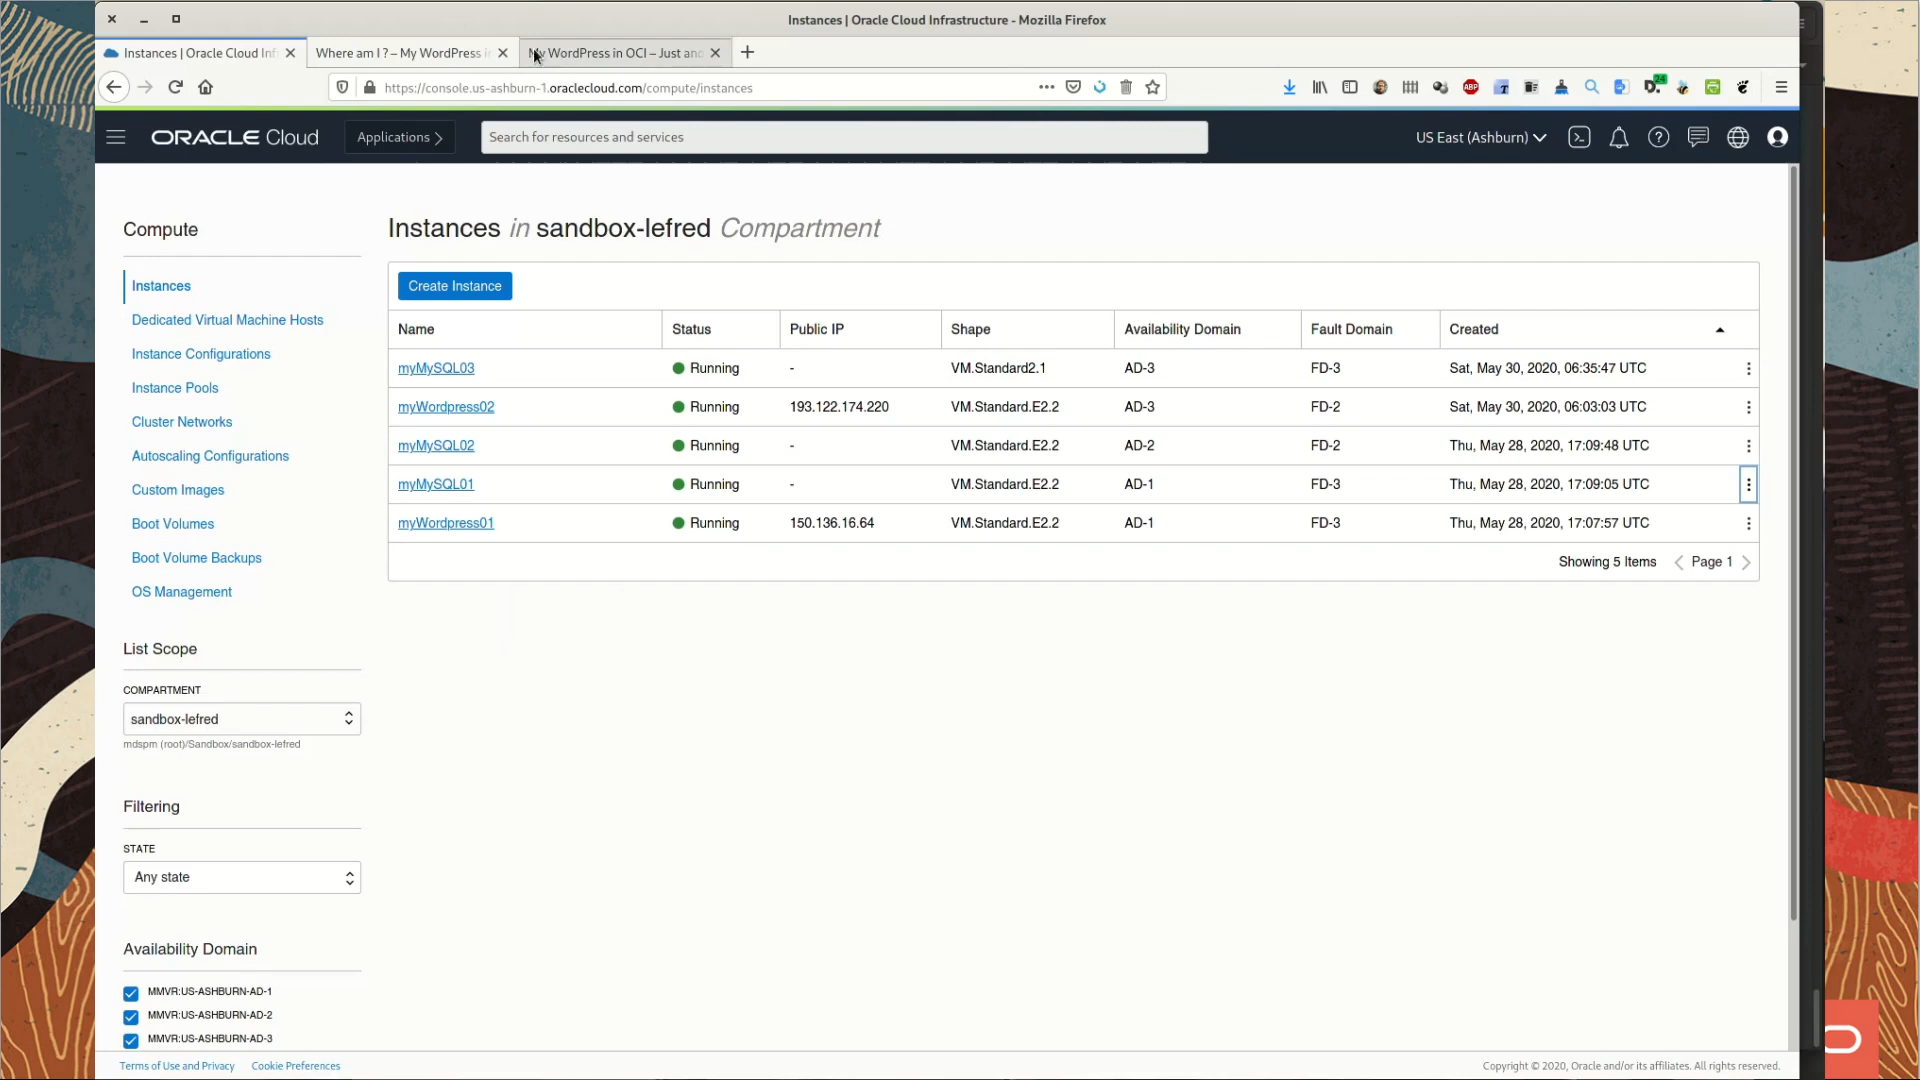 Instances | Oracle Cloud Infrastructure - Mozilla Firefox
Instances | Oracle Cloud Inf
Where am I ? – My WordPress i
My WordPress in OCI – Just an
https://console.us-ashburn-1.oraclecloud.com/compute/instances
ABP
T
24
D
ORACLE Cloud
Applications
Search for resources and services
US East (Ashburn)
Compute
Instances
Dedicated Virtual Machine Hosts
Instance Configurations
Instance Pools
Cluster Networks
Autoscaling Configurations
Custom Images
Boot Volumes
Boot Volume Backups
OS Management
List Scope
COMPARTMENT
sandbox-lefred
mdspm (root)/Sandbox/sandbox-lefred
Filtering
STATE
Any state
Availability Domain
MMVR:US-ASHBURN-AD-1
MMVR:US-ASHBURN-AD-2
MMVR:US-ASHBURN-AD-3
Instances in sandbox-lefred Compartment
Create Instance
Name Status Public IP Shape Availability Domain Fault Domain Created
myMySQL03 Running - VM.Standard2.1 AD-3 FD-3 Sat, May 30, 2020, 06:35:47 UTC
myWordpress02 Running 193.122.174.220 VM.Standard.E2.2 AD-3 FD-2 Sat, May 30, 2020, 06:03:03 UTC
myMySQL02 Running - VM.Standard.E2.2 AD-2 FD-2 Thu, May 28, 2020, 17:09:48 UTC
myMySQL01 Running - VM.Standard.E2.2 AD-1 FD-3 Thu, May 28, 2020, 17:09:05 UTC
myWordpress01 Running 150.136.16.64 VM.Standard.E2.2 AD-1 FD-3 Thu, May 28, 2020, 17:07:57 UTC
Showing 5 Items Page 1
Terms of Use and Privacy Cookie Preferences
Copyright © 2020, Oracle and/or its affiliates. All rights reserved.